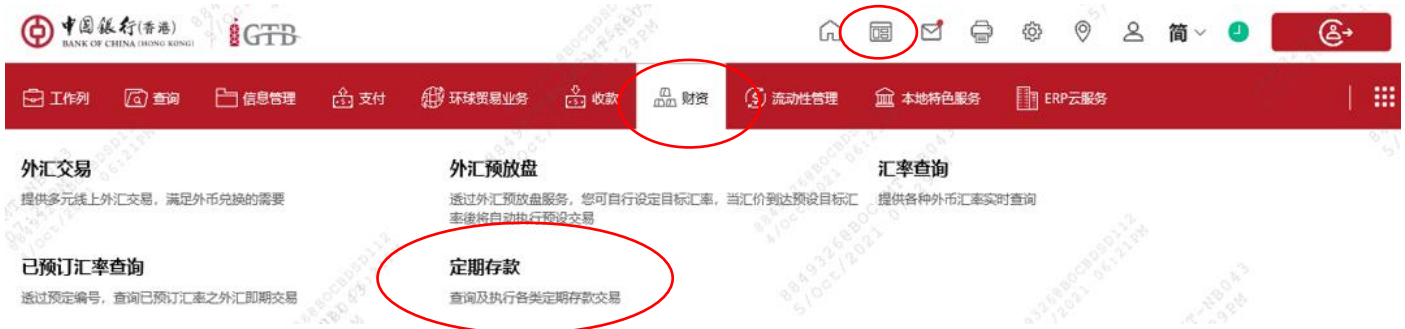 中国银行(香港)
BANK OF CHINA (HONG KONG)
iGTB
简
工作列 查询 信息管理 支付 环球贸易业务 收款 财资 流动性管理 本地特色服务 ERP云服务
外汇交易
提供多元线上外汇交易，满足外币兑换的需要
外汇预放盘
透过外汇预放盘服务，您可自行设定目标汇率，当汇价到达预设目标汇
率後将自动执行预设交易
汇率查询
提供各种外币汇率实时查询
已预订汇率查询
透过预定编号，查询已预订汇率之外汇即期交易
定期存款
查询及执行各类定期存款交易